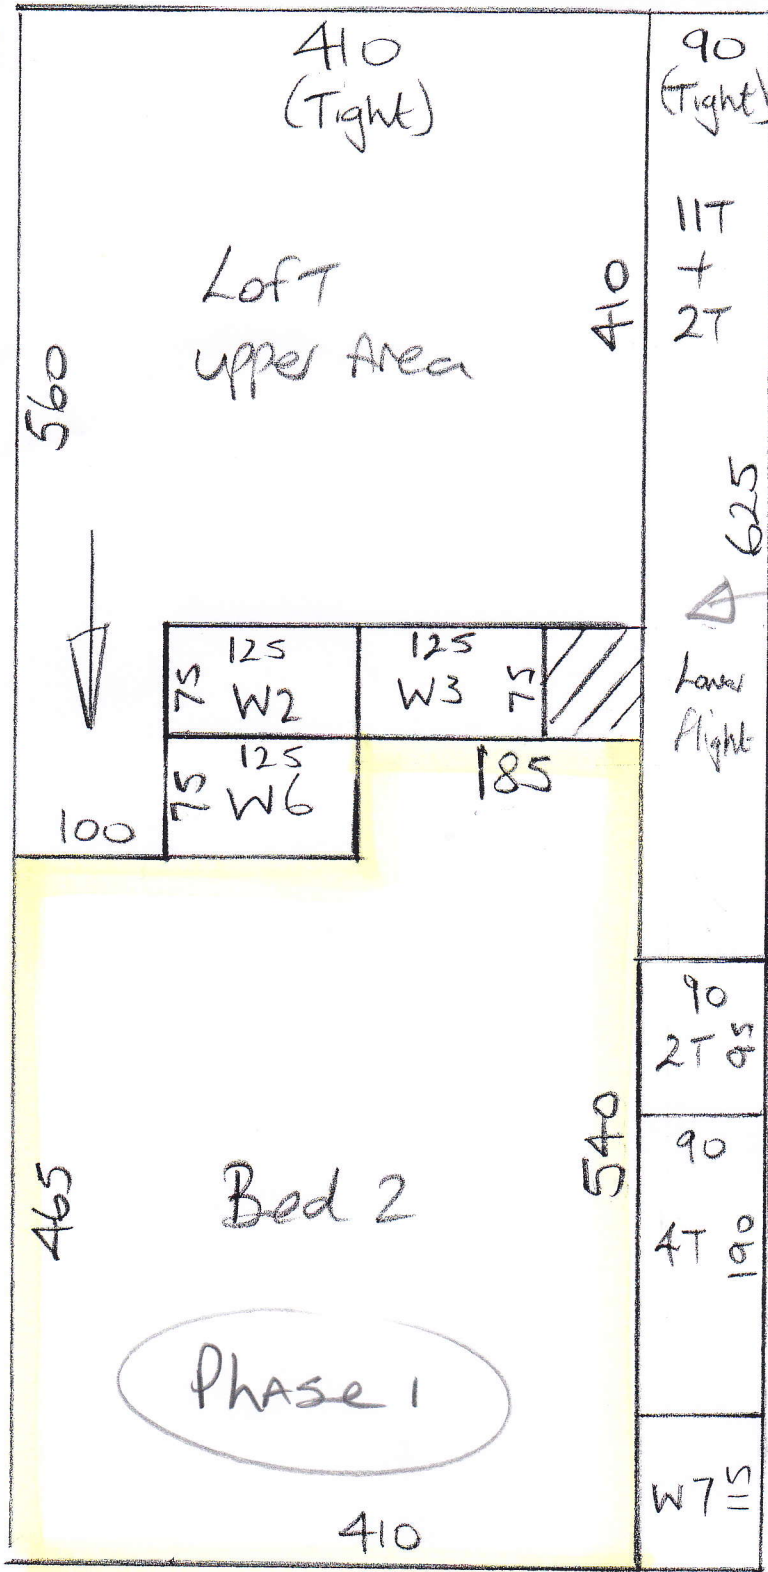 410
(Tight)
90
(Tight)
11T
+
2T
410
Loft
upper Area
560
625
Lower
flight
125
75 W2
125
W3 75
125
75 W6
185
100
90
2T 95
90
4T 190
540
465
Bed 2
Phase 1
W7 115
410